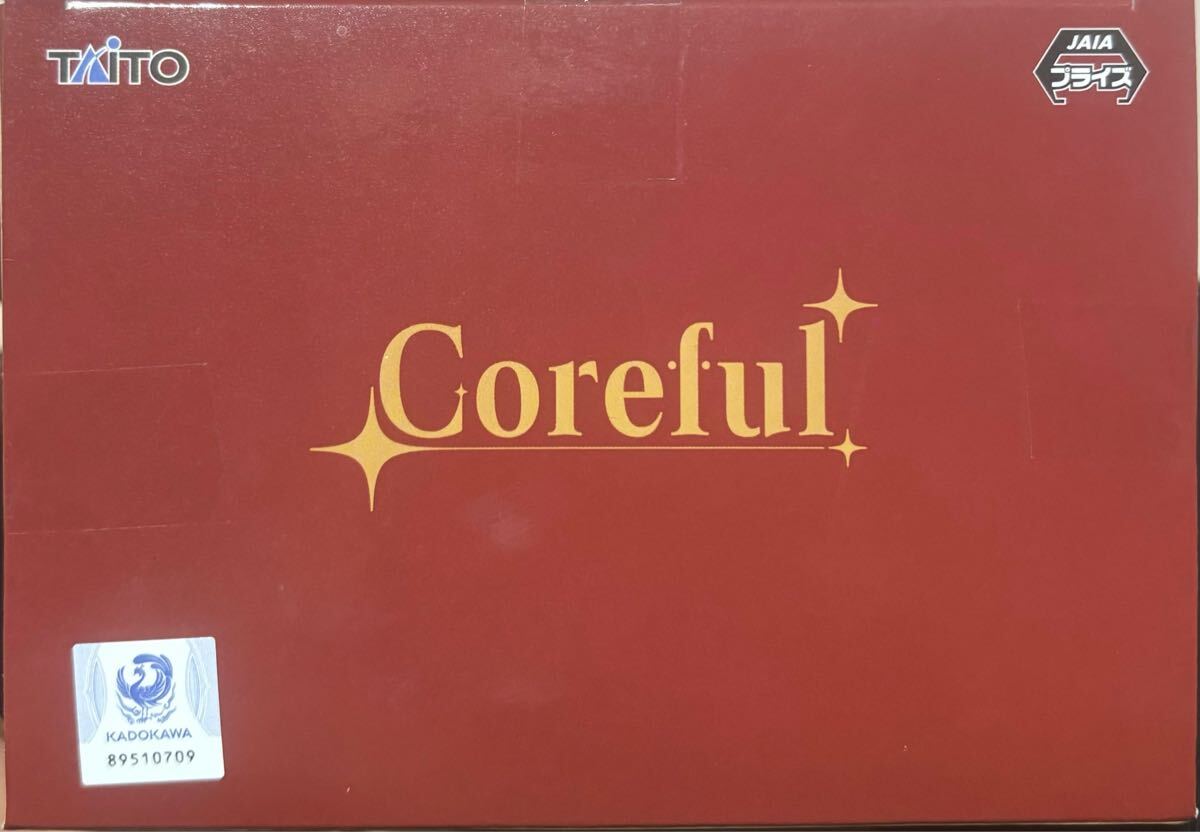 TAITO
JAIA
プライズ
Coreful
KADOKAWA
89510709